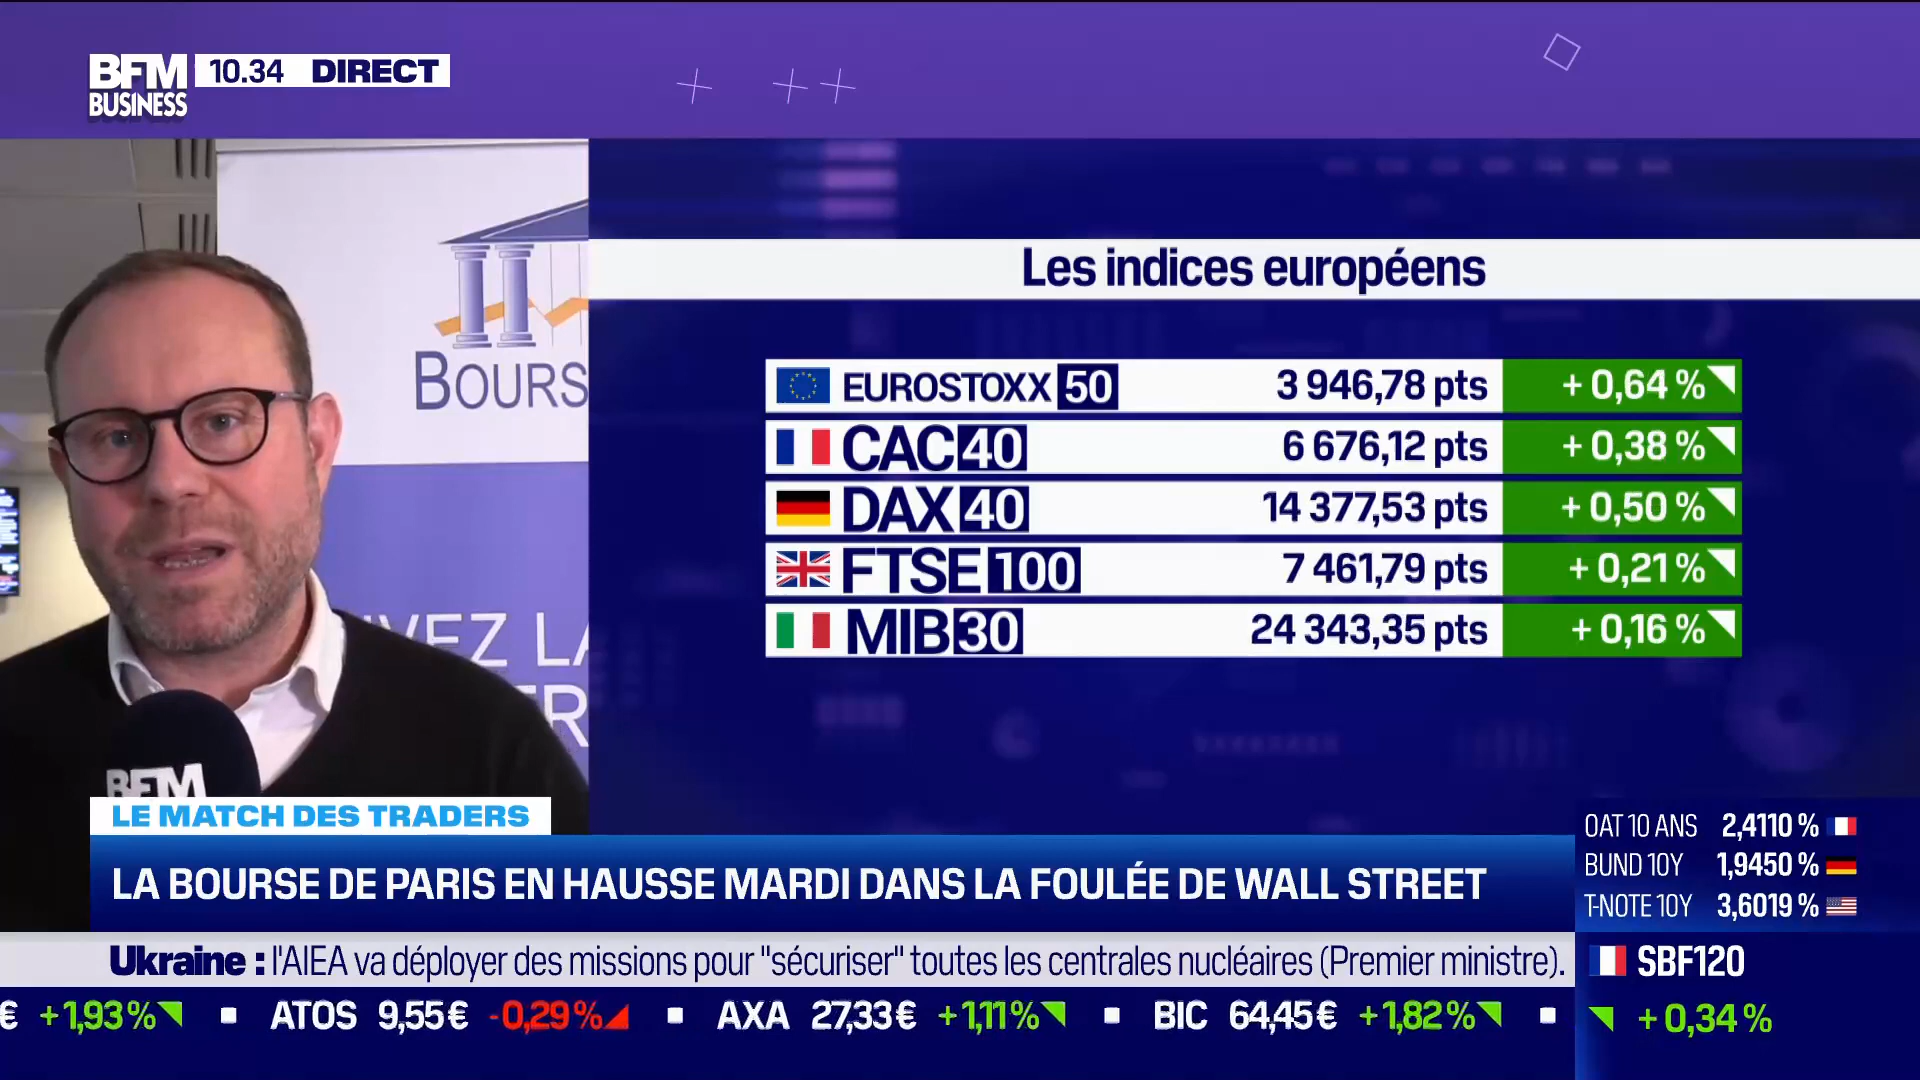 BFM
BUSINESS
10.34 DIRECT
BOURS
VEZ LA
ER
BFM
Les indices européens
EUROSTOXX 50 3 946,78 pts + 0,64 %
CAC 40 6 676,12 pts + 0,38 %
DAX 40 14 377,53 pts + 0,50 %
FTSE 100 7 461,79 pts + 0,21 %
MIB 30 24 343,35 pts + 0,16 %
LE MATCH DES TRADERS
LA BOURSE DE PARIS EN HAUSSE MARDI DANS LA FOULÉE DE WALL STREET
OAT 10 ANS 2,4110 %
BUND 10Y 1,9450 %
T-NOTE 10Y 3,6019 %
Ukraine : l'AIEA va déployer des missions pour "sécuriser" toutes les centrales nucléaires (Premier ministre).
SBF120
€ +1,93% ATOS 9,55€ -0,29% AXA 27,33€ +1,11% BIC 64,45€ +1,82%
+ 0,34 %